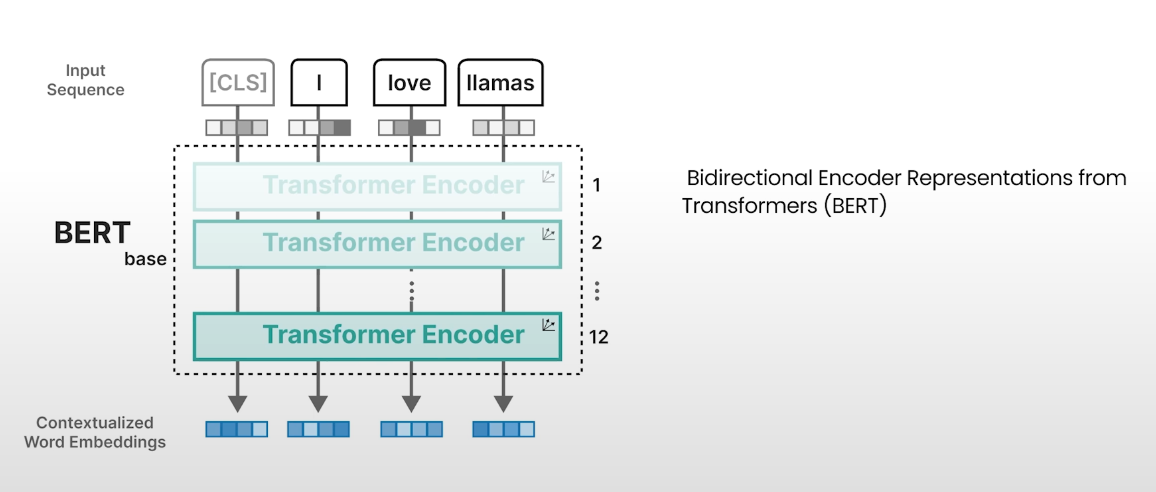 Input
Sequence
[CLS]
I
love
llamas
Transformer Encoder
1
Transformer Encoder
2
BERT
base
Transformer Encoder
12
Contextualized
Word Embeddings
Bidirectional Encoder Representations from
Transformers (BERT)